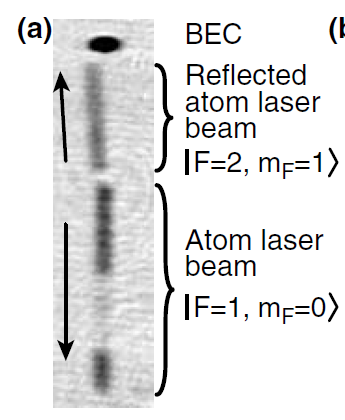 (a)
BEC
(b
Reflected
atom laser
beam
|F=2, mF=1⟩
Atom laser
beam
|F=1, mF=0⟩